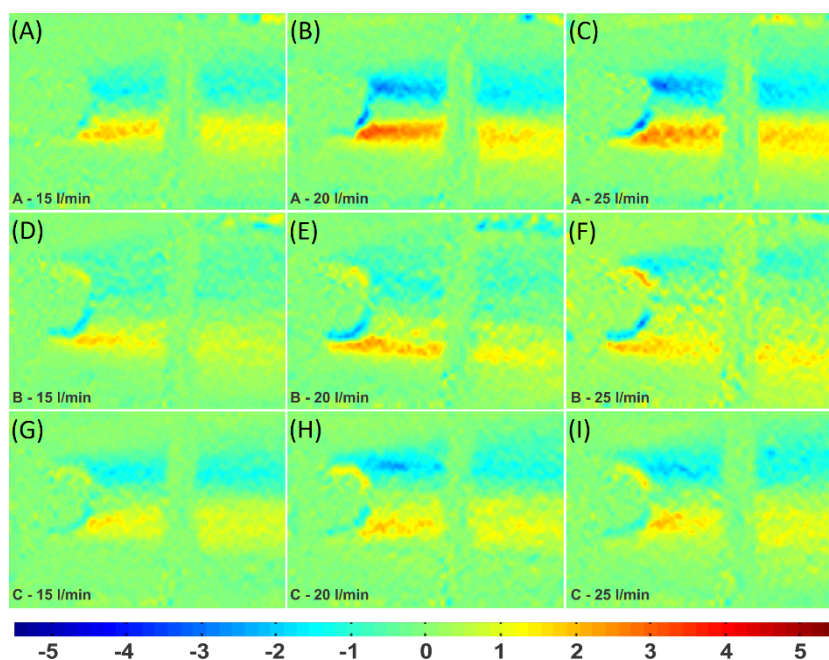 (A) (B) (C)
A - 15 l/min A - 20 l/min A - 25 l/min
(D) (E) (F)
B - 15 l/min B - 20 l/min B - 25 l/min
(G) (H) (I)
C - 15 l/min C - 20 l/min C - 25 l/min
-5 -4 -3 -2 -1 0 1 2 3 4 5